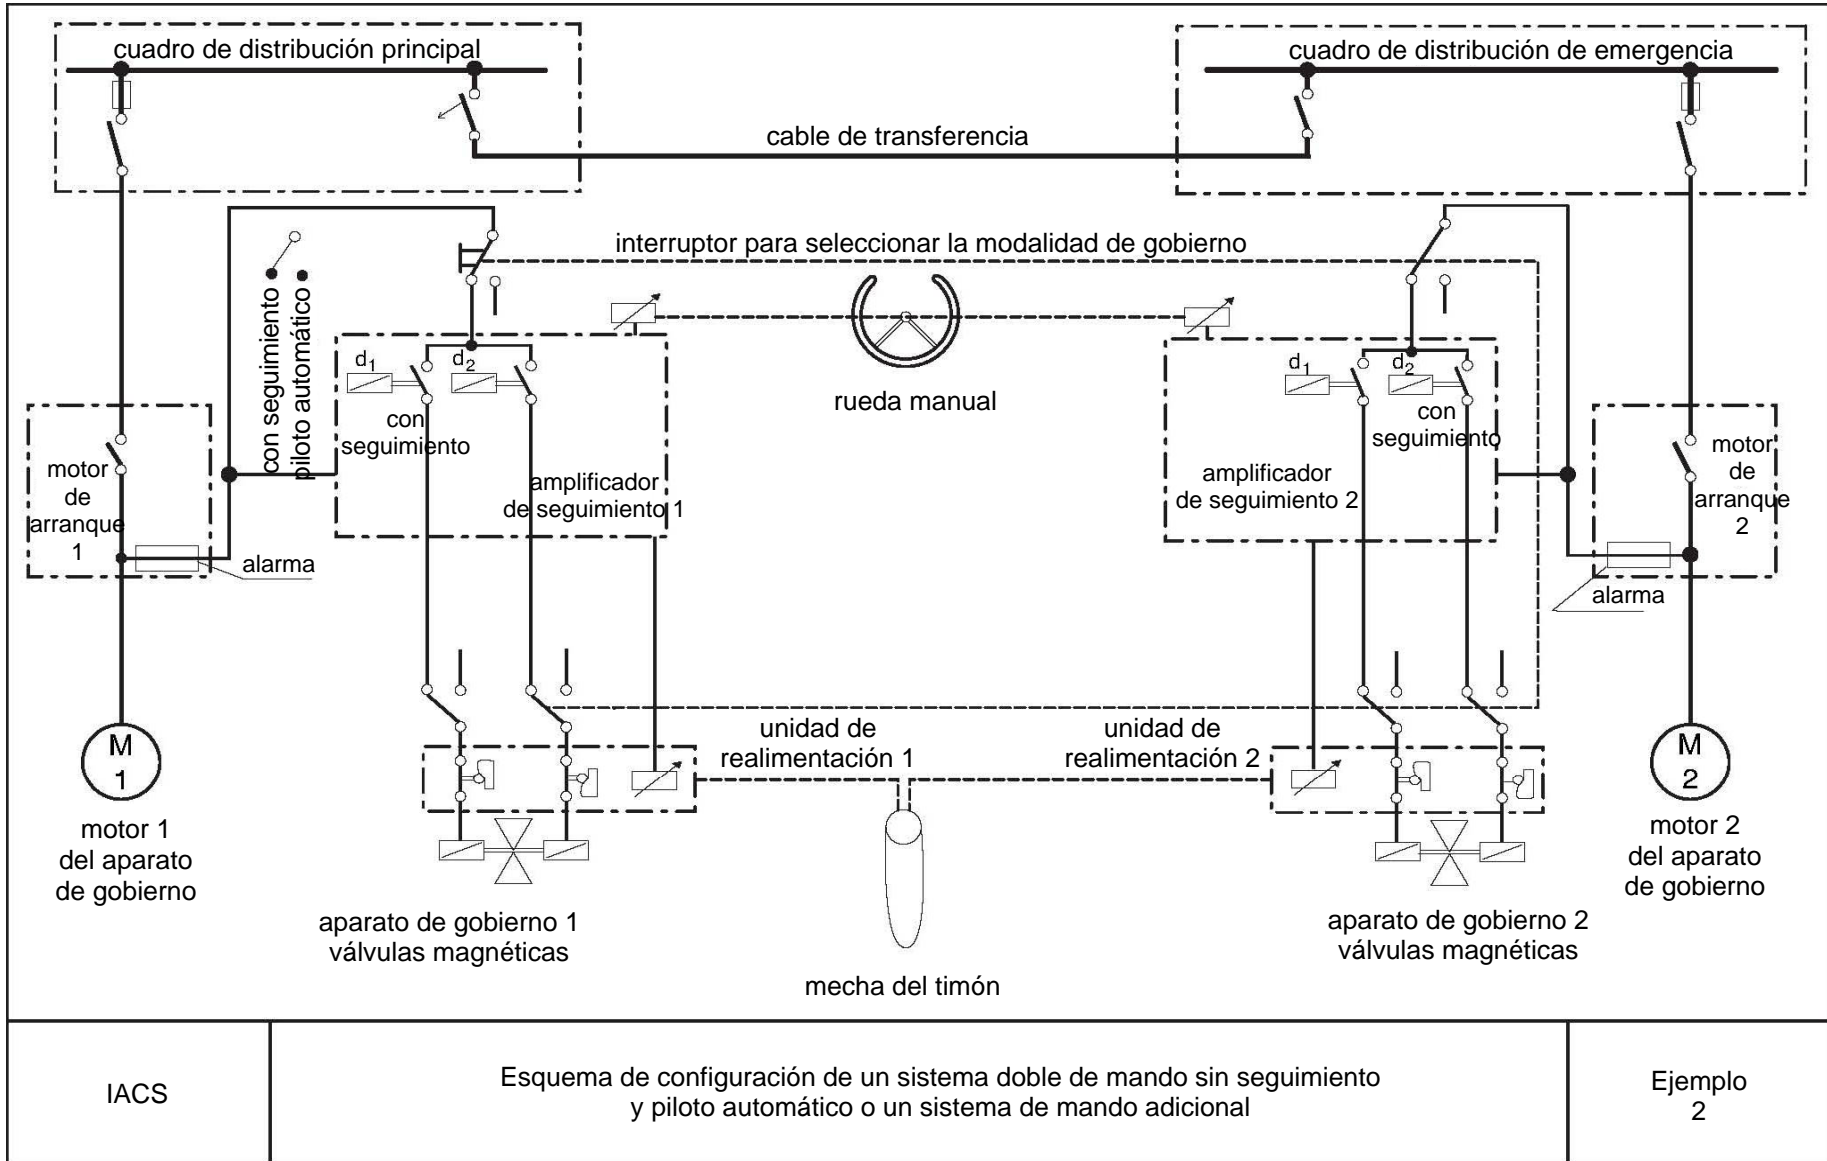 cuadro de distribución principal
cuadro de distribución de emergencia
cable de transferencia
interruptor para seleccionar la modalidad de gobierno
con seguimiento
piloto automático
rueda manual
d1
d2
con
seguimiento
amplificador
de seguimiento 1
d1
d2
con
seguimiento
amplificador
de seguimiento 2
motor
de
arranque
1
alarma
motor
de
arranque
2
alarma
M
1
motor 1
del aparato
de gobierno
unidad de
realimentación 1
unidad de
realimentación 2
M
2
motor 2
del aparato
de gobierno
aparato de gobierno 1
válvulas magnéticas
mecha del timón
aparato de gobierno 2
válvulas magnéticas
IACS
Esquema de configuración de un sistema doble de mando sin seguimiento
y piloto automático o un sistema de mando adicional
Ejemplo
2